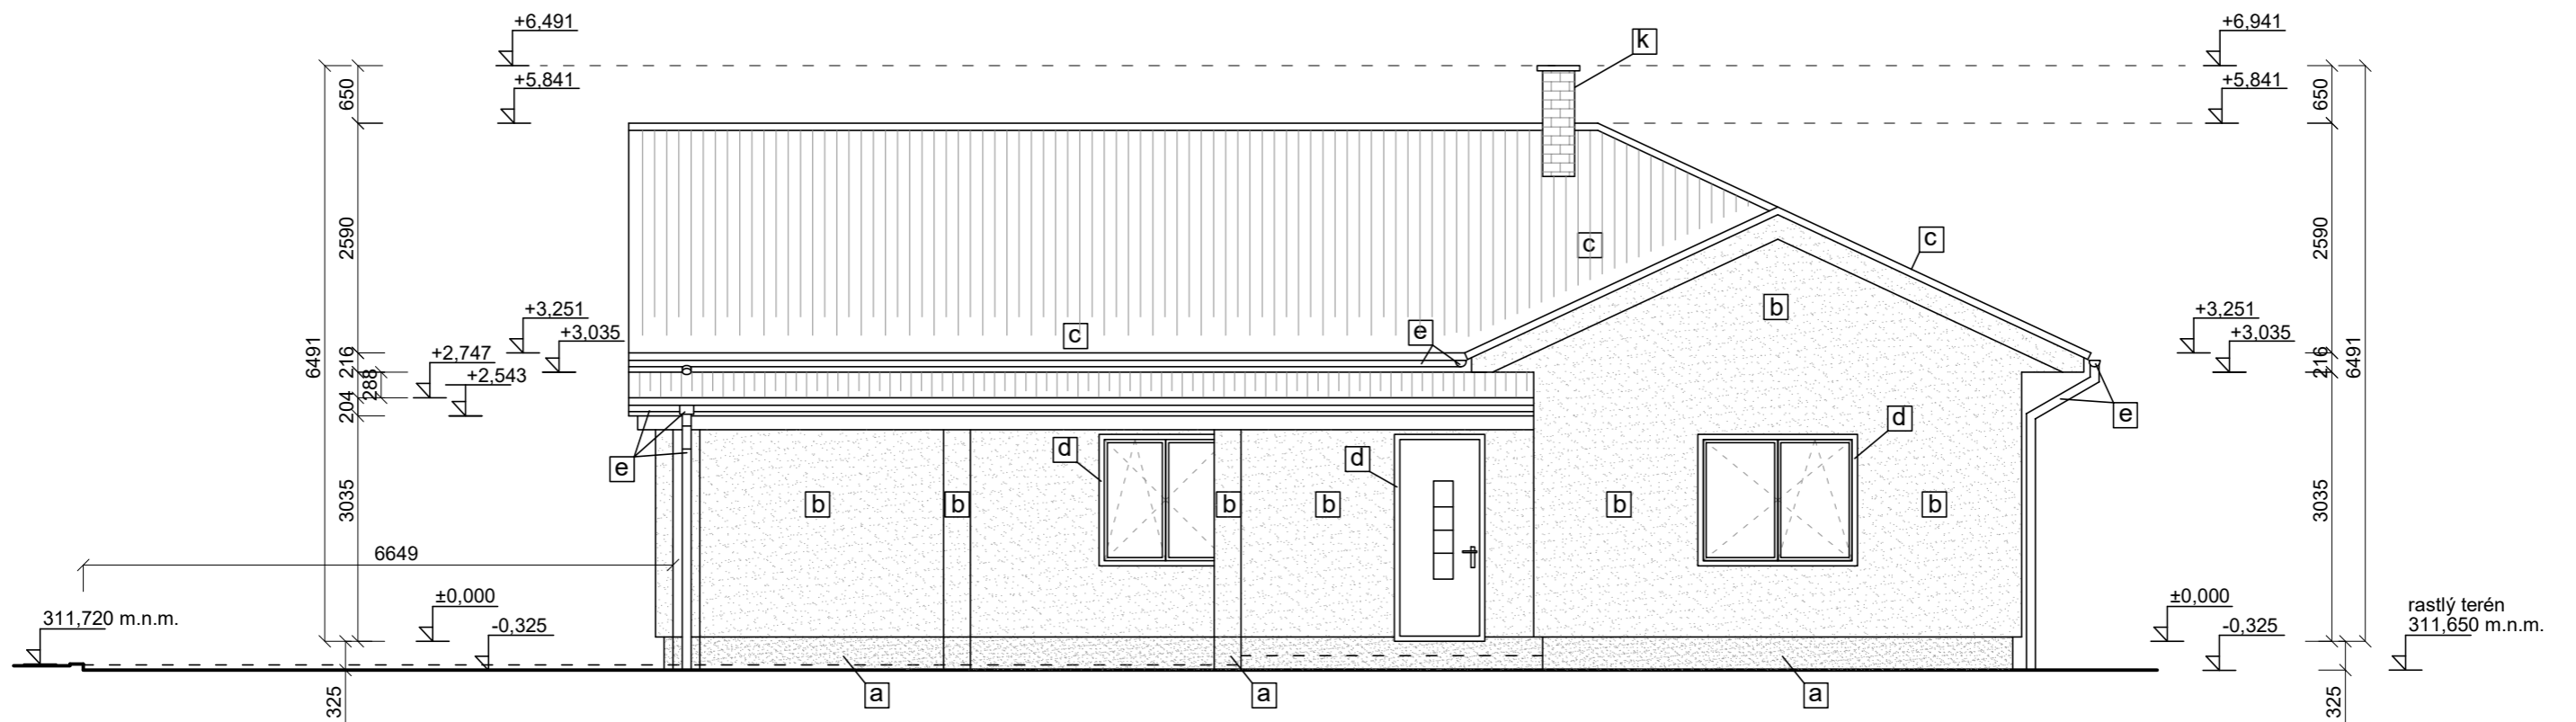 +6,491
+6,941
k
+5,841
+5,841
650
650
2590
2590
c
c
b
+3,251
+3,251
+3,035
+3,035
c
e
6491
6491
216
216
+2,747
288
+2,543
204
e
d
d
d
e
b
b
b
b
b
b
3035
3035
6649
±0,000
±0,000
rastlý terén
311,720 m.n.m.
311,650 m.n.m.
-0,325
-0,325
a
a
a
325
325